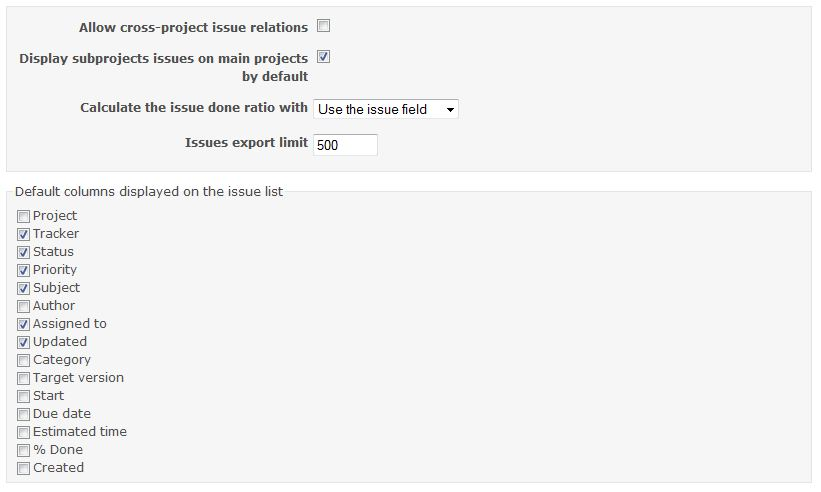 Allow cross-project issue relations
Display subprojects issues on main projects
by default
Calculate the issue done ratio with Use the issue field
Issues export limit 500
Default columns displayed on the issue list
Project
Tracker
Status
Priority
Subject
Author
Assigned to
Updated
Category
Target version
Start
Due date
Estimated time
% Done
Created